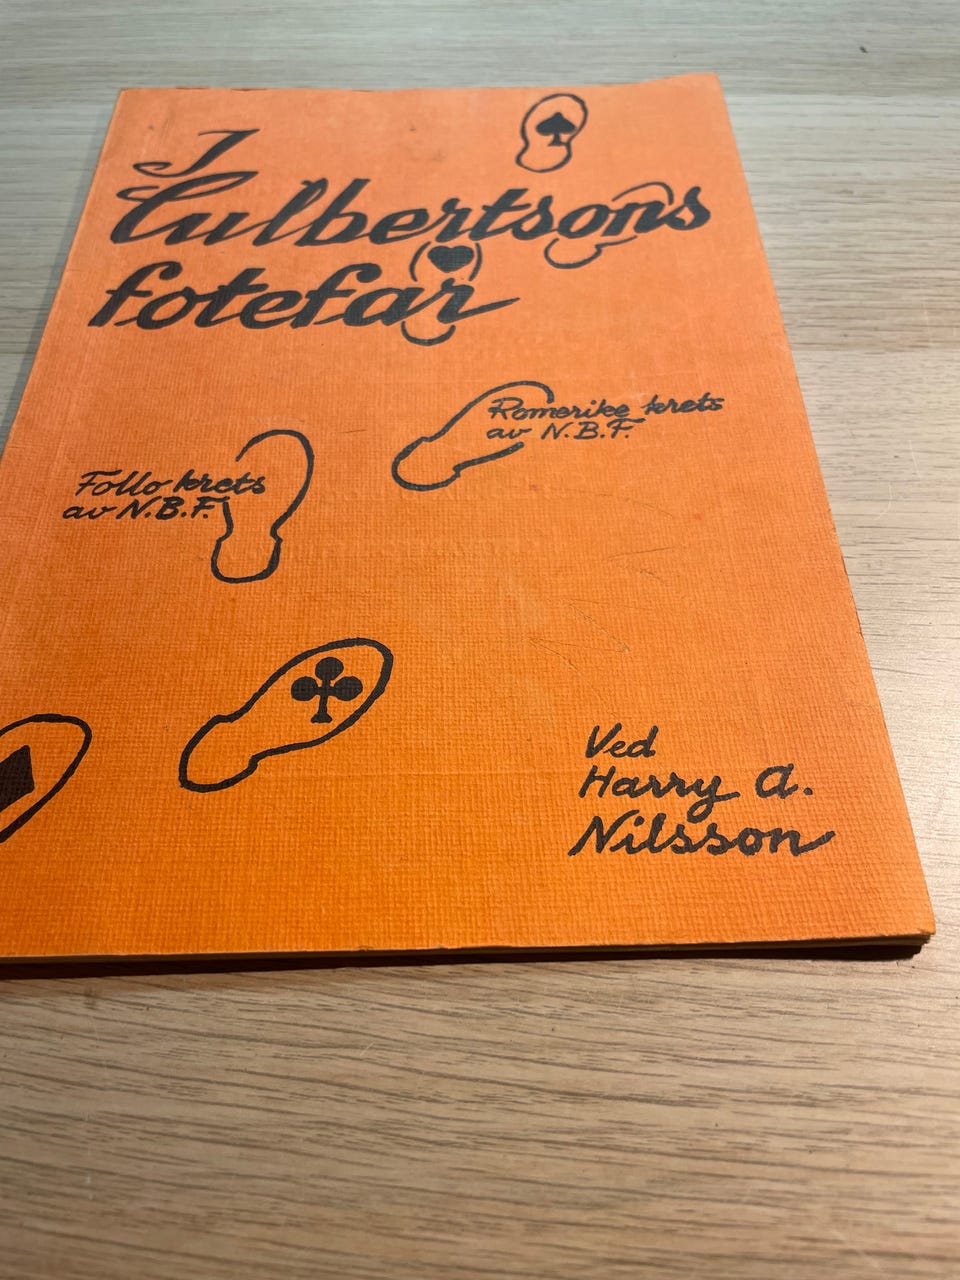 I
Culbertsons
fotefar
Romerike krets
av N.B.F.
Follo krets
av N.B.F.
Ved
Harry A.
Nilsson